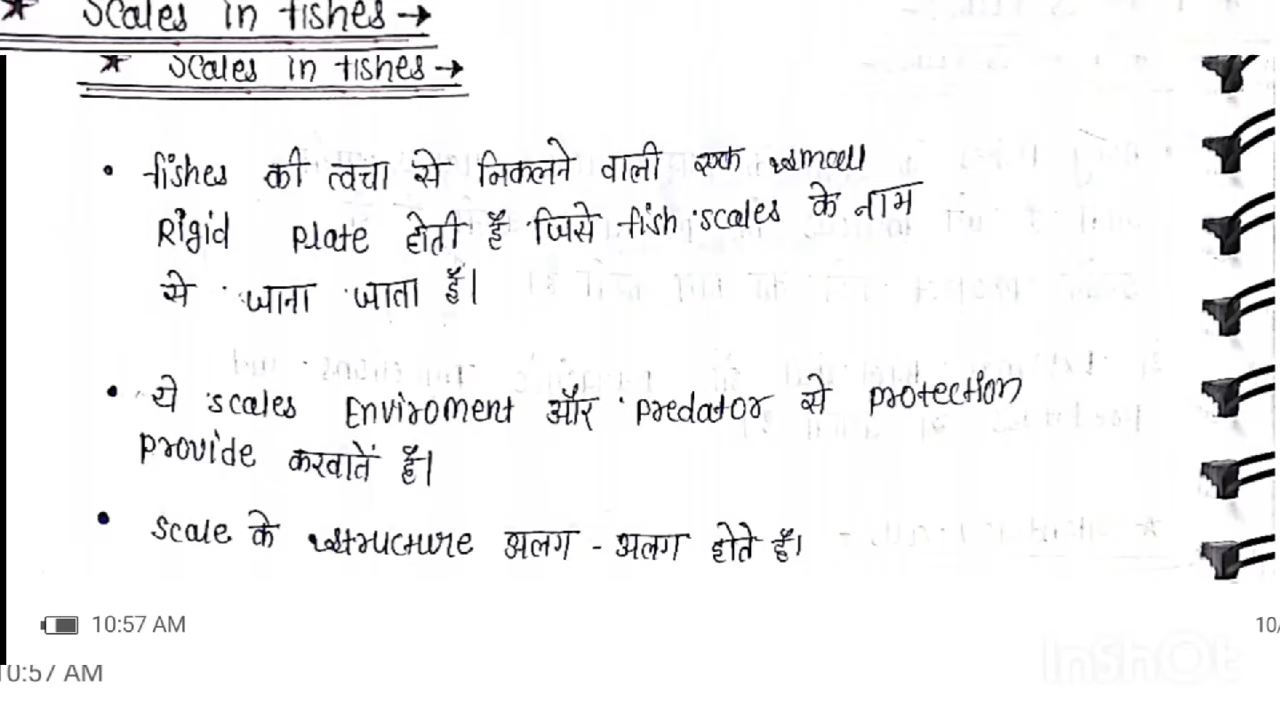 * Scales in fishes →
* Scales in fishes →
• fishes की त्वचा से निकलने वाली एक small
Rigid Plate होती हैं जिसे fish scales के नाम
से जाना जाता हैं।
• ये scales Enviroment और predator से protection
provide करवातें हैं।
• Scale के structure अलग - अलग होते हैं।
10:57 AM
10/
10:57 AM
InShOt